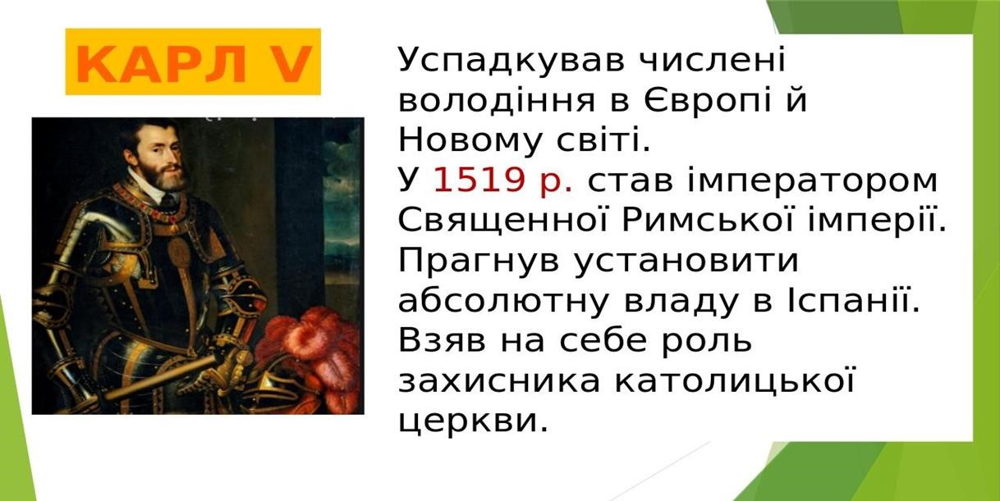 КАРЛ V
Успадкував числені
володіння в Європі й
Новому світі.
У 1519 р. став імператором
Священної Римської імперії.
Прагнув установити
абсолютну владу в Іспанії.
Взяв на себе роль
захисника католицької
церкви.